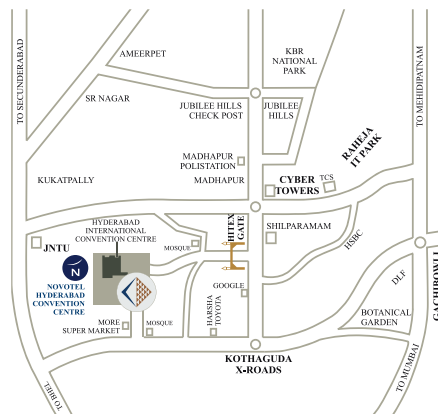 TO SECUNDERABAD
AMEERPET
KBR
NATIONAL
PARK
TO MEHIDIPATNAM
SR NAGAR
JUBILEE HILLS
CHECK POST
JUBILEE
HILLS
RAHEJA
IT PARK
MADHAPUR
POLISTATION
KUKATPALLY
MADHAPUR
CYBER
TOWERS
TCS
HYDERABAD
INTERNATIONAL
CONVENTION CENTRE
HITEX
GATE
SHILPARAMAM
MOSQUE
HSBC
JNTU
N
NOVOTEL
HYDERABAD
CONVENTION
CENTRE
GOOGLE
DLF
GACHIBOWLI
HARSHA
TOYOTA
MORE
SUPER MARKET
MOSQUE
BOTANICAL
GARDEN
KOTHAGUDA
X-ROADS
TO BHEL
TO MUMBAI